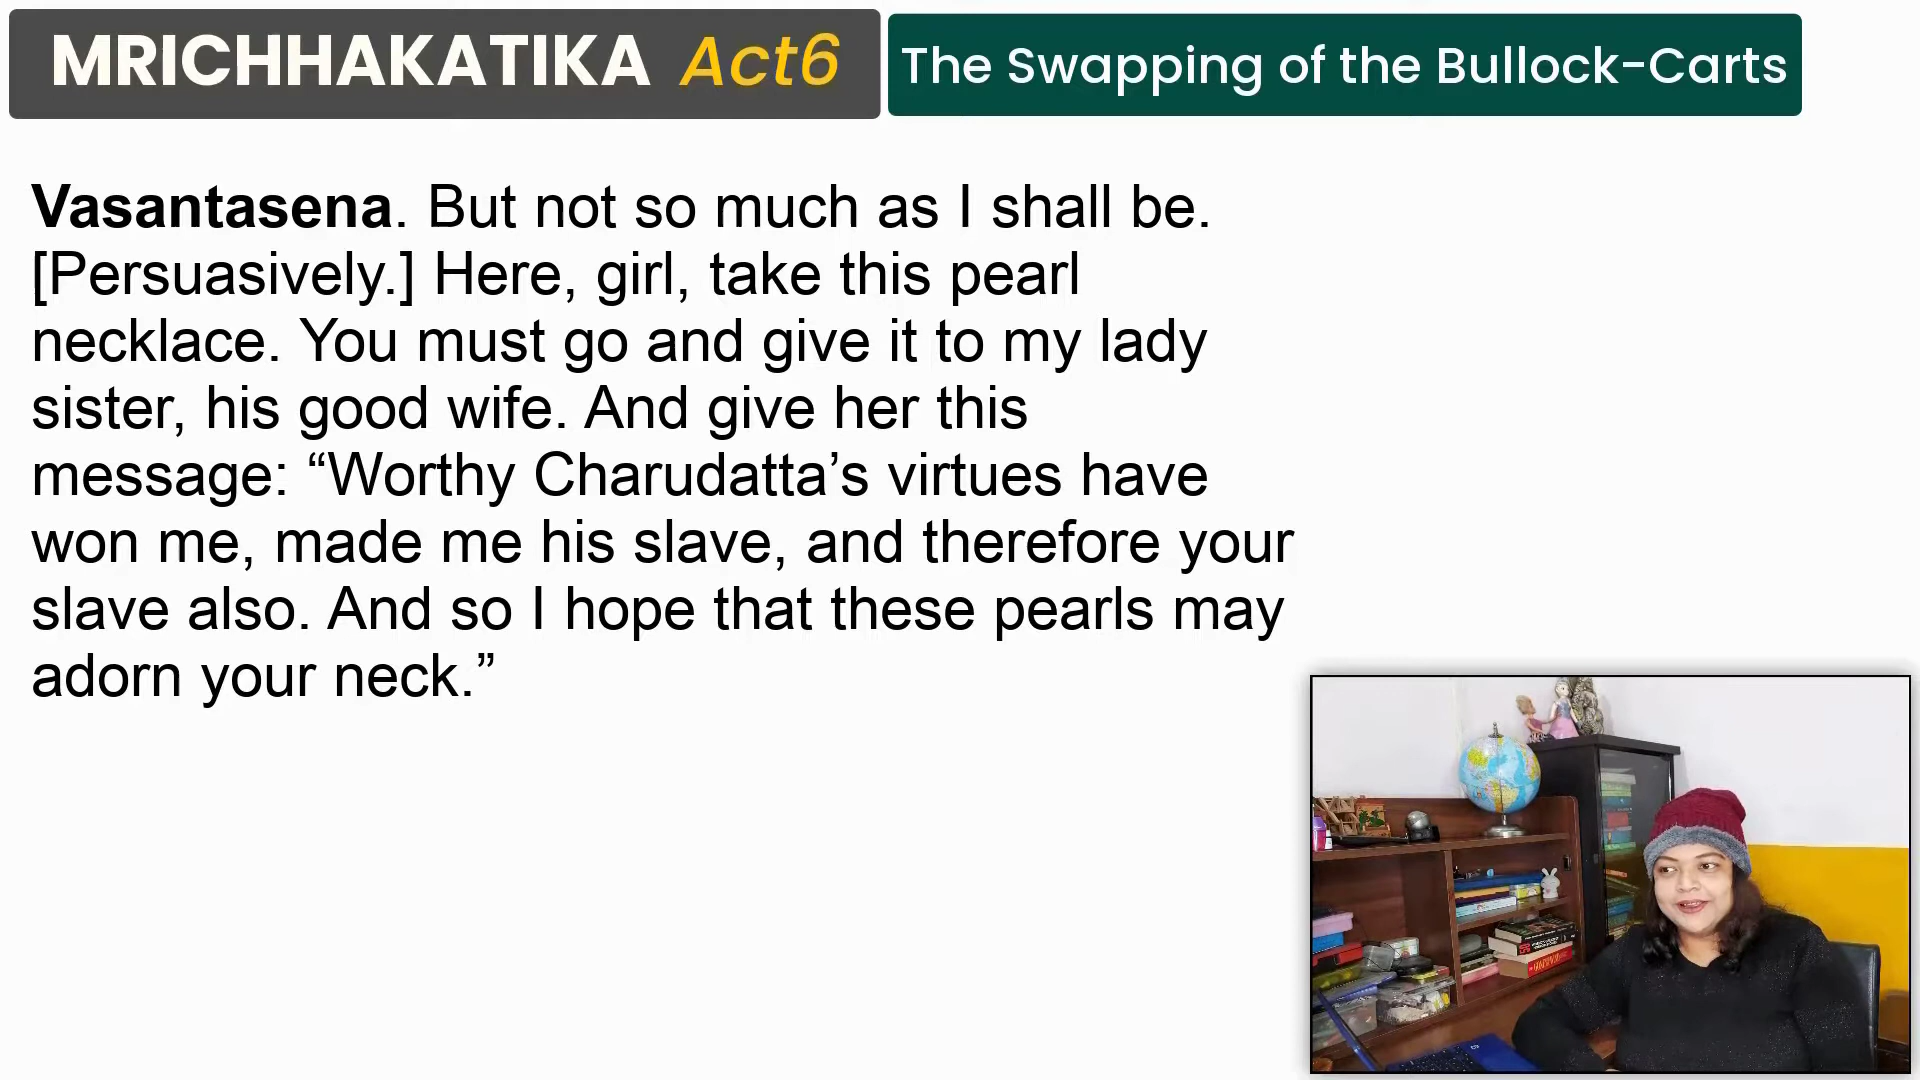 MRICHHAKATIKA Act6
The Swapping of the Bullock-Carts
Vasantasena. But not so much as I shall be.
[Persuasively.] Here, girl, take this pearl
necklace. You must go and give it to my lady
sister, his good wife. And give her this
message: “Worthy Charudatta’s virtues have
won me, made me his slave, and therefore your
slave also. And so I hope that these pearls may
adorn your neck.”